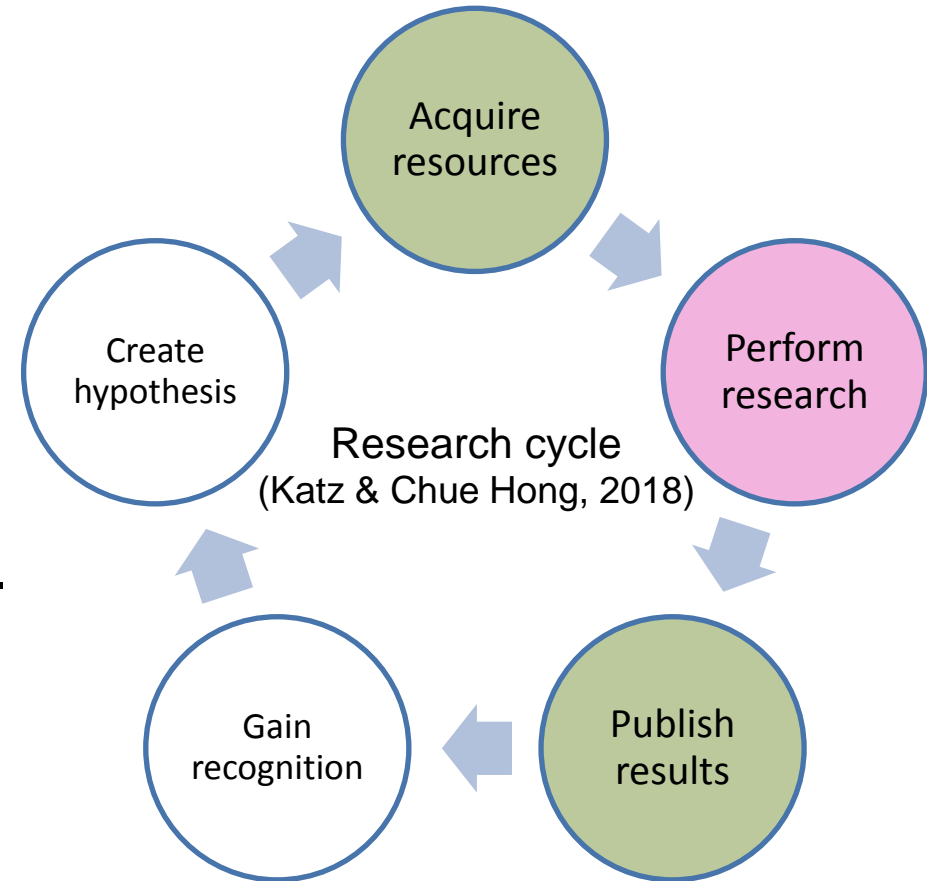 Acquire
resources
Create
hypothesis
Perform
research
Research cycle
(Katz & Chue Hong, 2018)
Gain
recognition
Publish
results